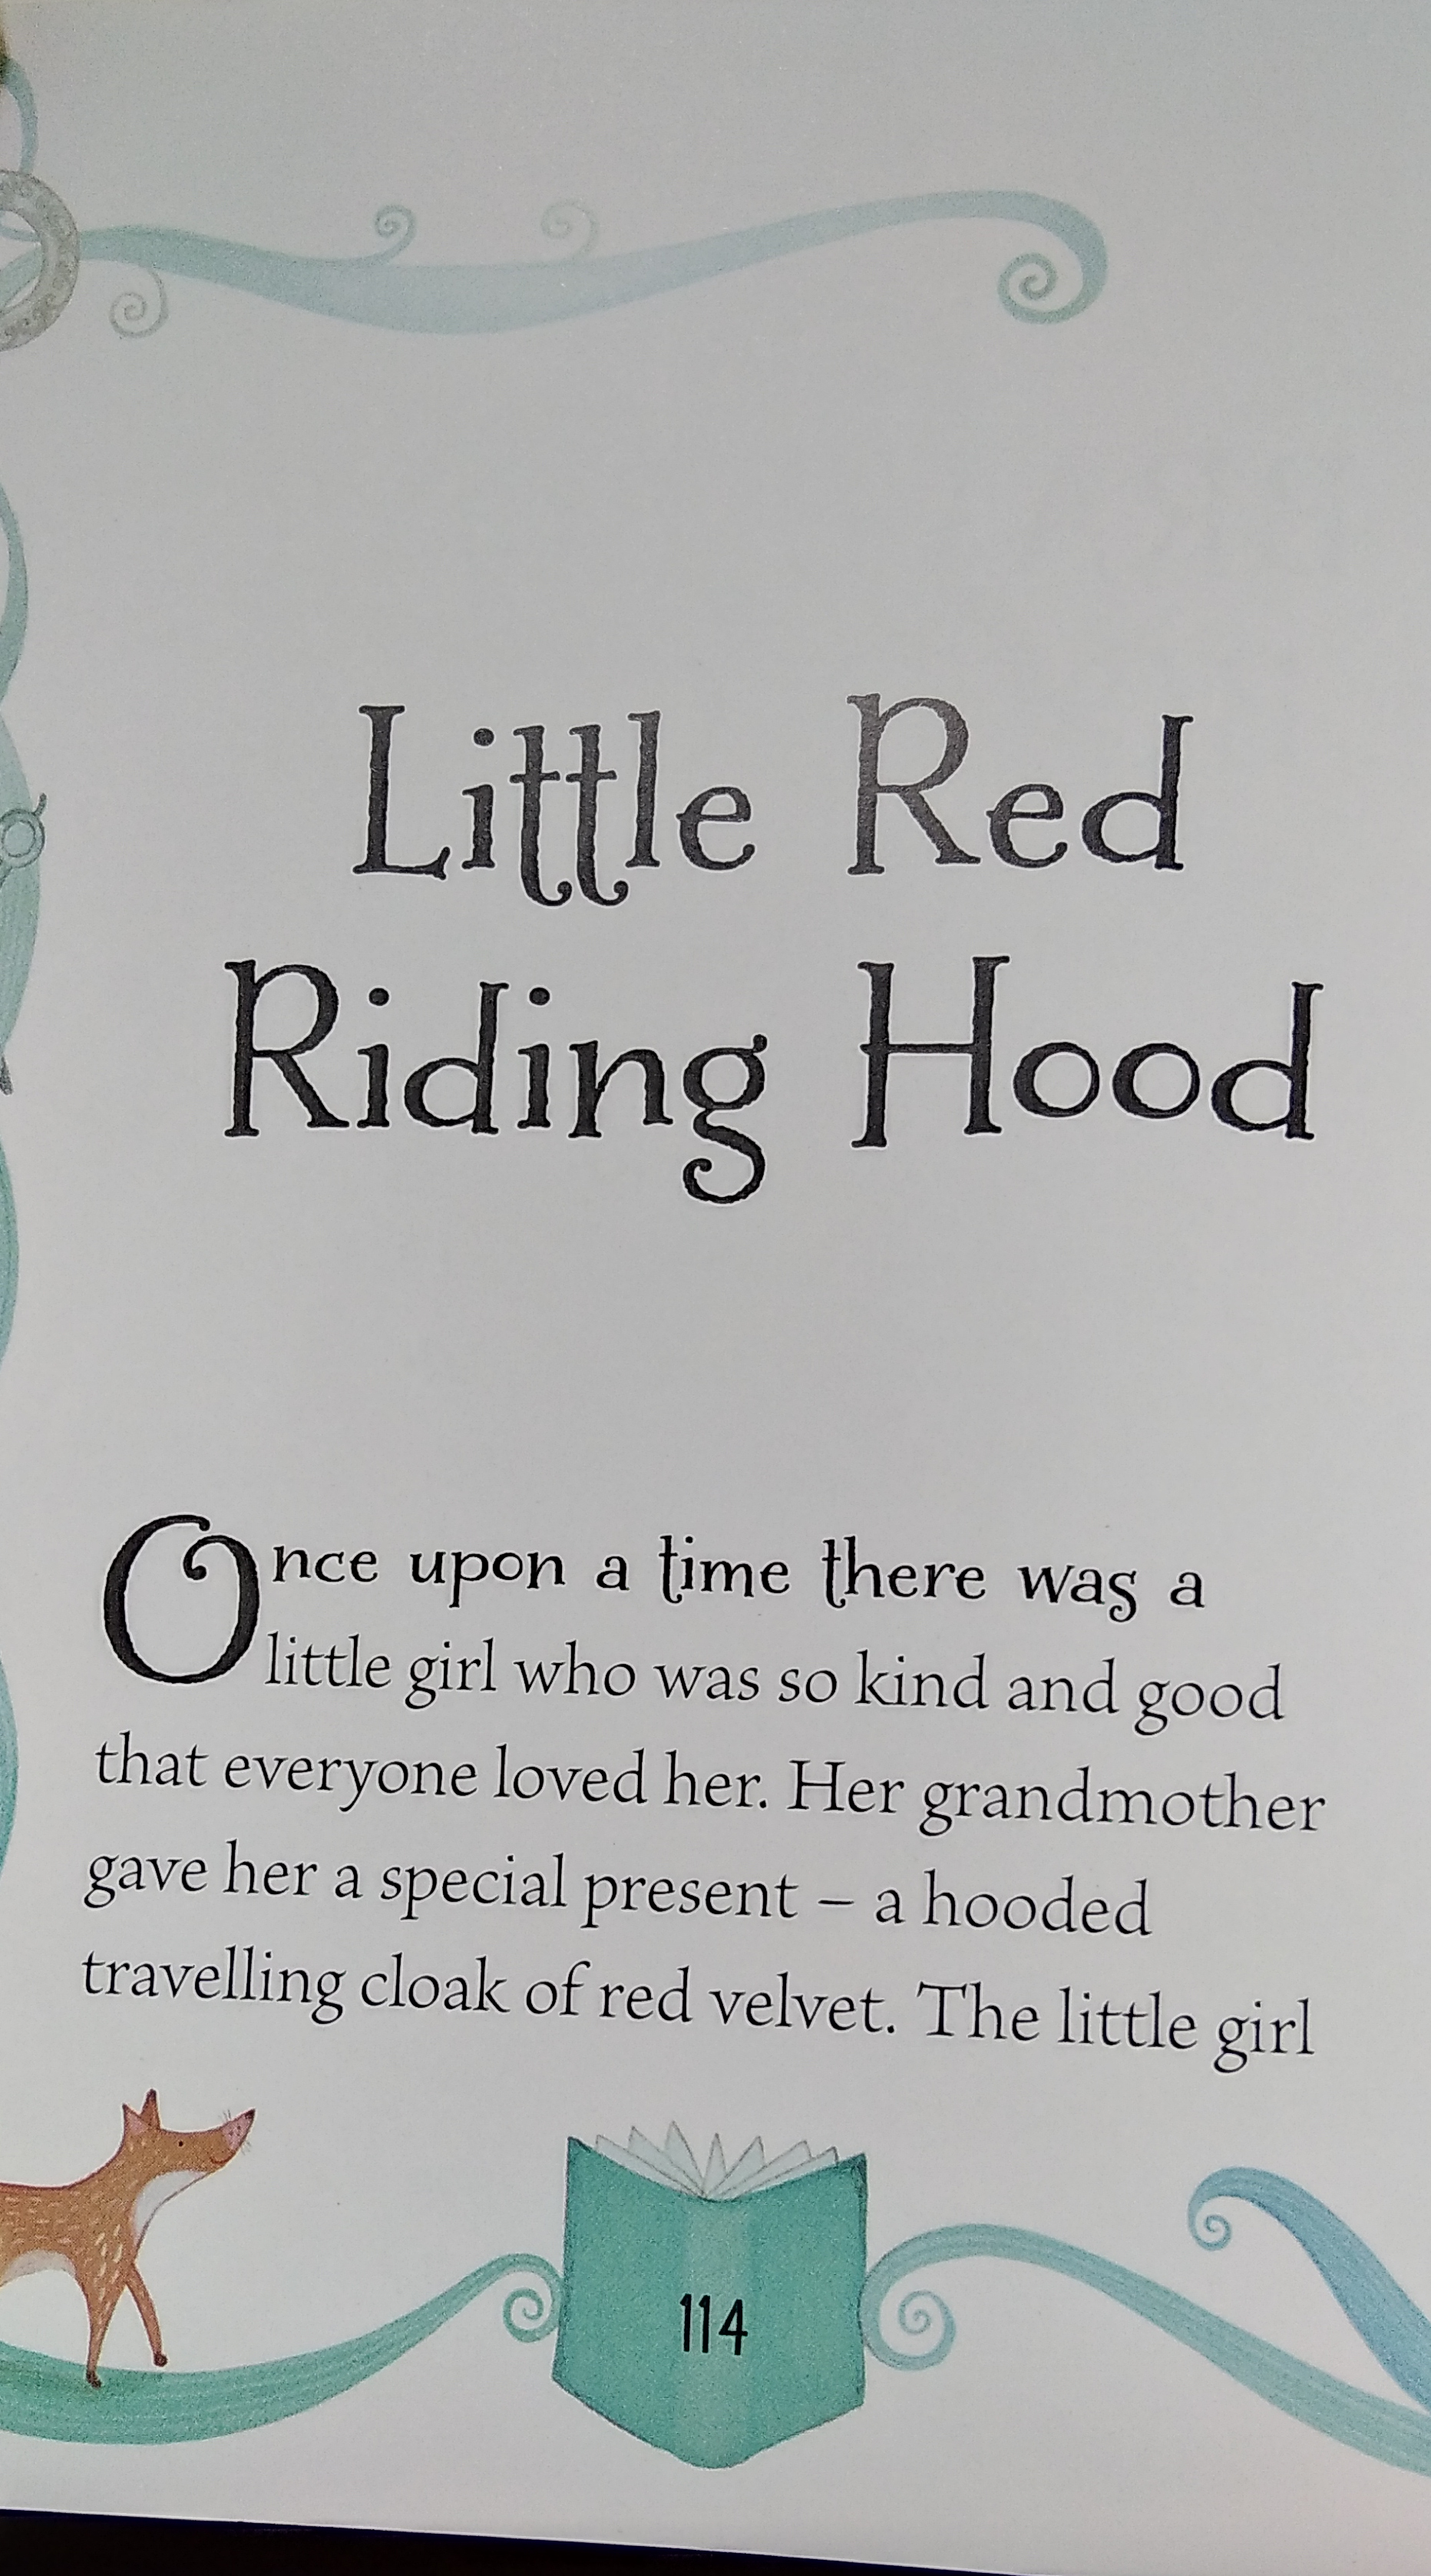 Little Red
Riding Hood
Once upon a time there was a
little girl who was so kind and good
that everyone loved her. Her grandmother
gave her a special present – a hooded
travelling cloak of red velvet. The little girl
114